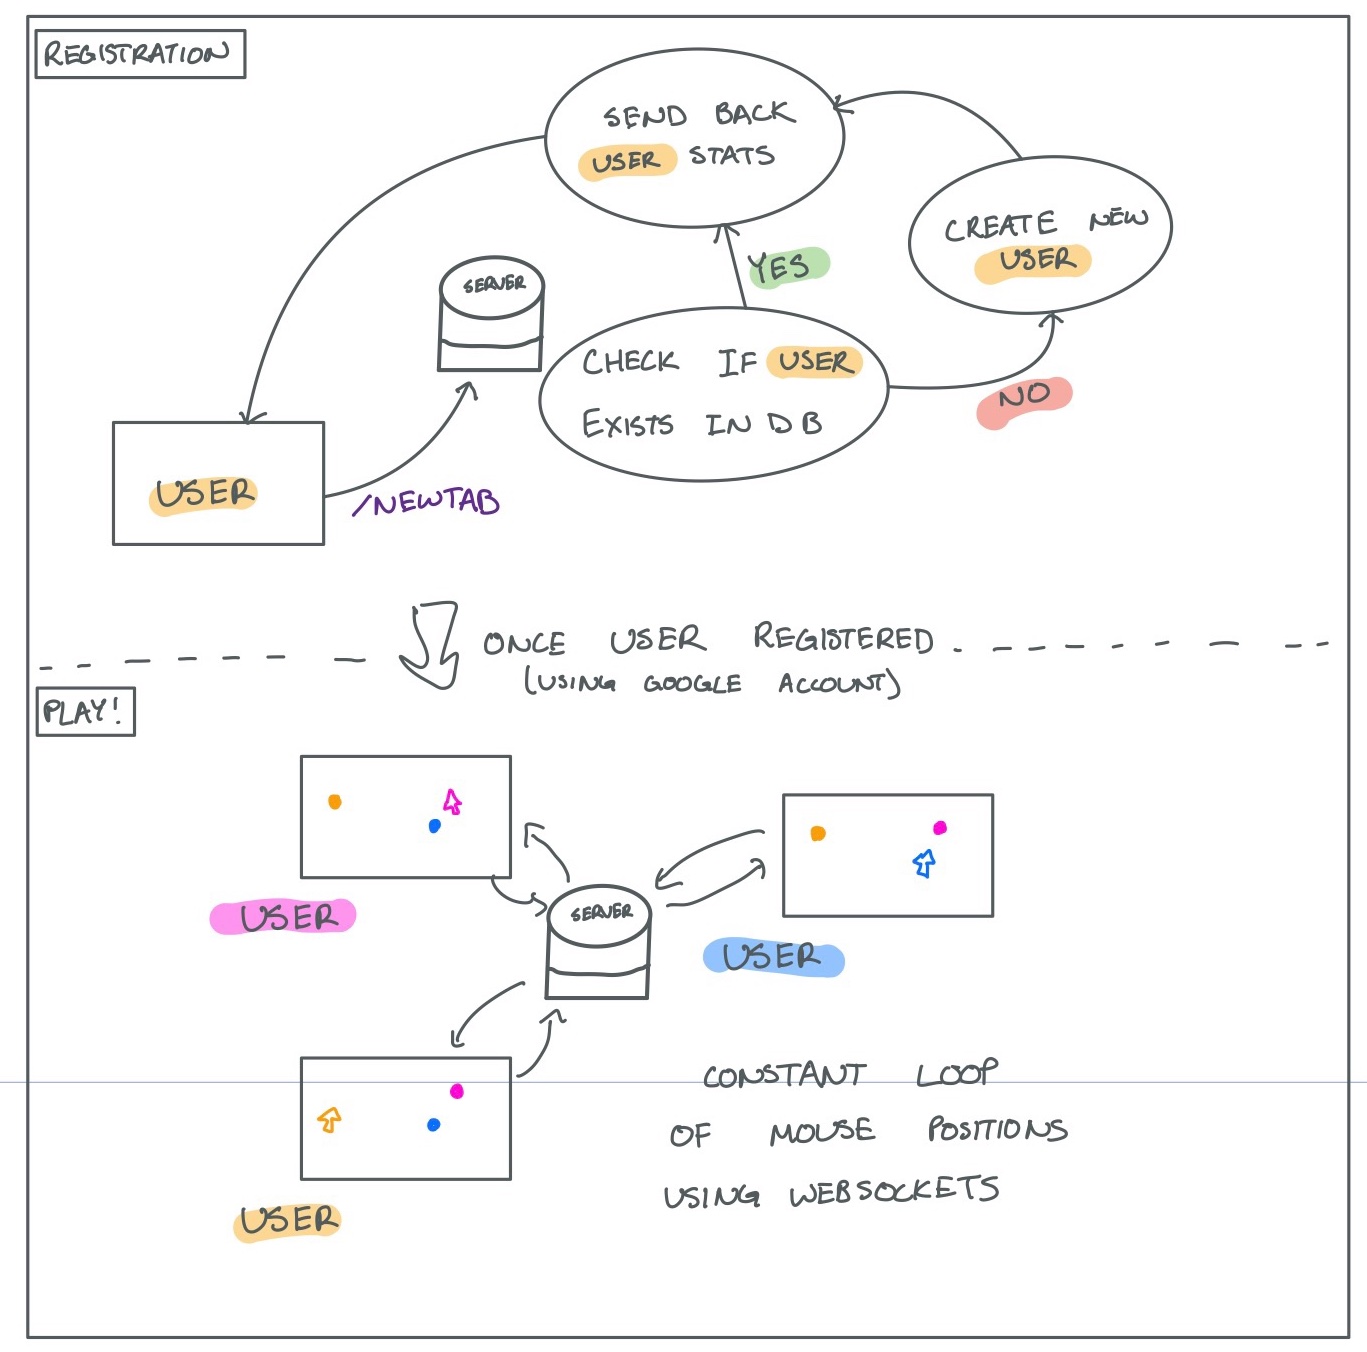 REGISTRATION
SEND BACK
USER STATS
CREATE NEW
USER
YES
SERVER
CHECK IF USER
EXISTS IN DB
NO
USER
/NEWTAB
ONCE USER REGISTERED
(USING GOOGLE ACCOUNT)
PLAY!
USER
SERVER
USER
CONSTANT LOOP
OF MOUSE POSITIONS
USING WEBSOCKETS
USER